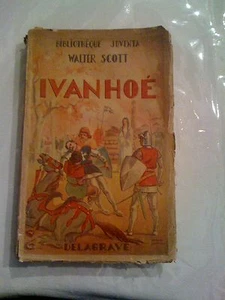 BIBLIOTHÈQUE JUVENTA
WALTER SCOTT
IVANHOÉ
DELAGRAVE